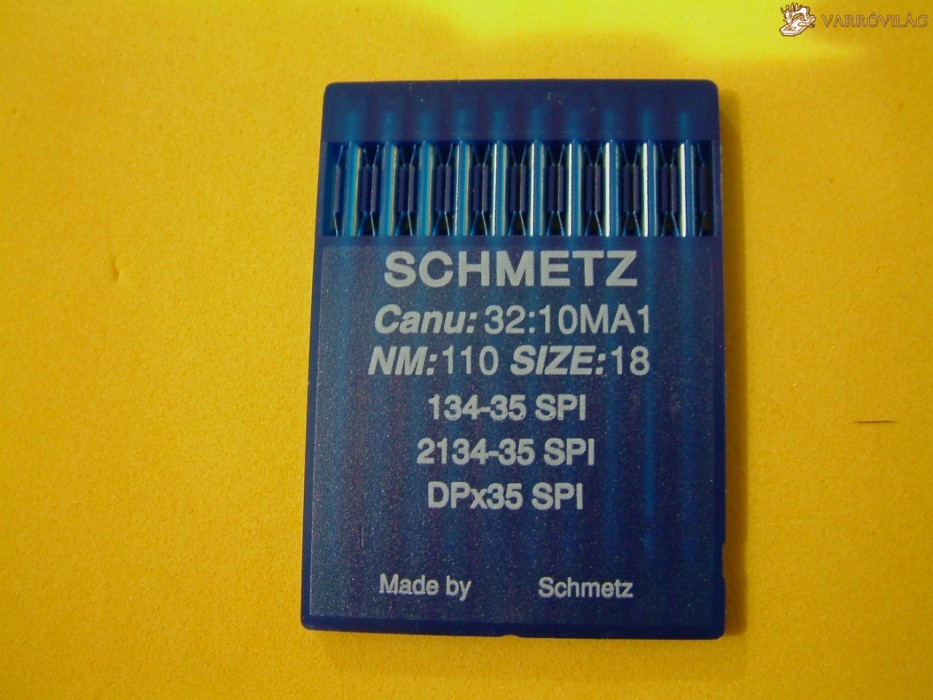 VARRÓVILÁG
SCHMETZ
Canu: 32:10MA1
NM:110 SIZE:18
134-35 SPI
2134-35 SPI
DPx35 SPI
Made by Schmetz